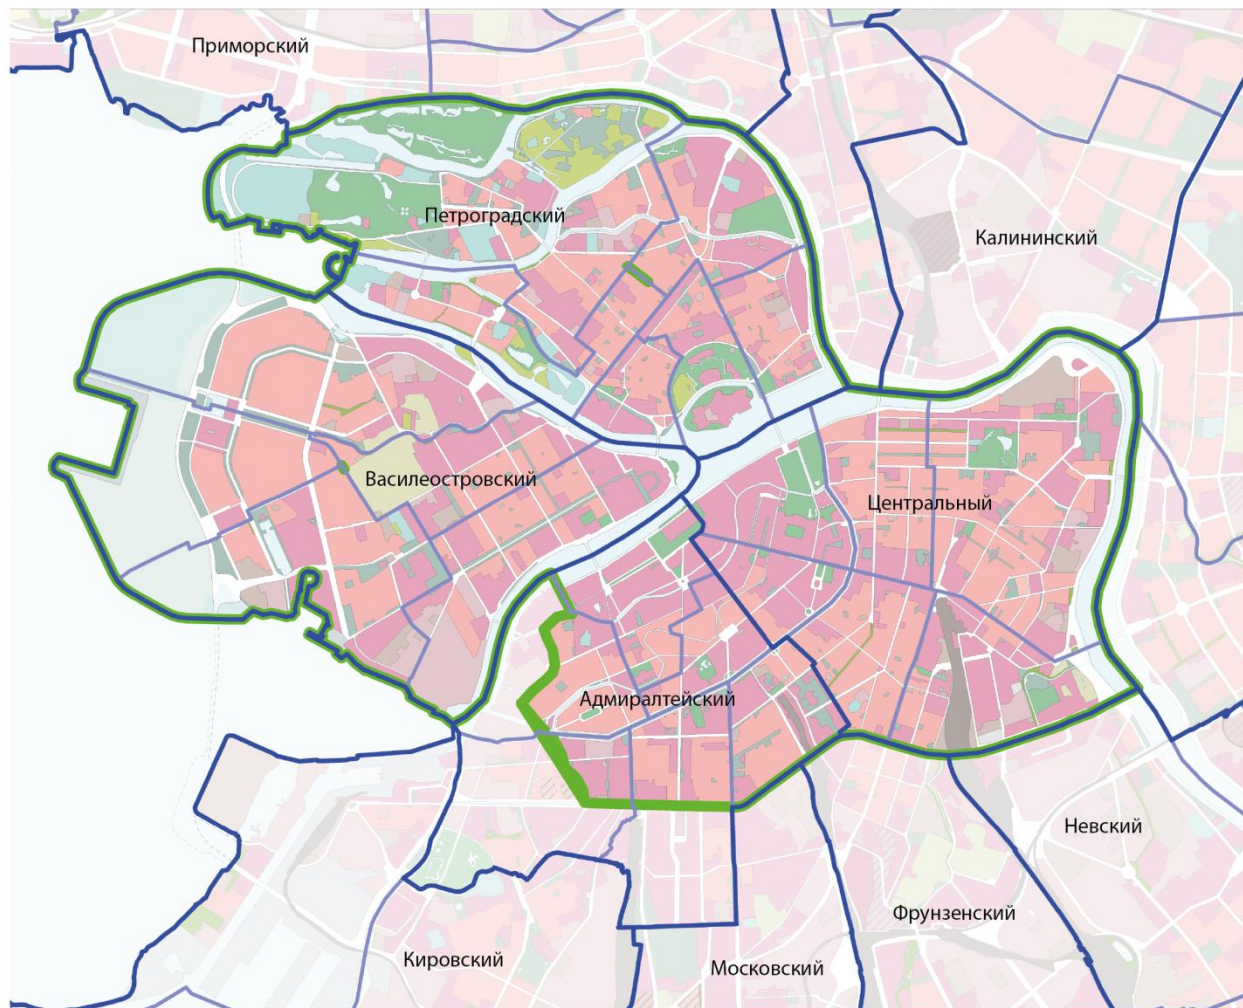 Приморский
Петроградский
Калининский
Василеостровский
Центральный
Адмиралтейский
Невский
Фрунзенский
Кировский
Московский